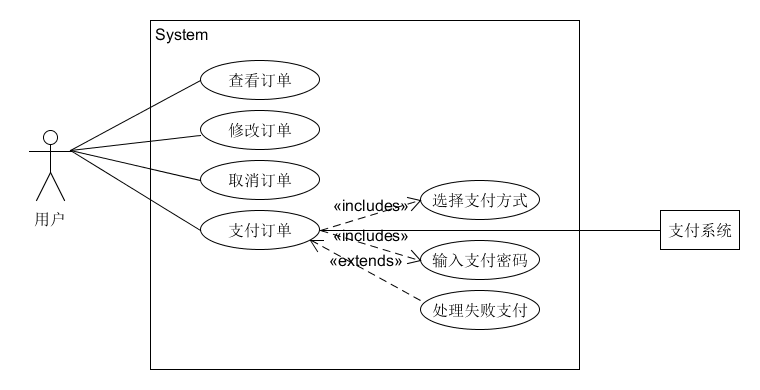 System
查看订单
修改订单
用户
取消订单
«includes»
选择支付方式
支付订单
«includes»
支付系统
«extends»
输入支付密码
处理失败支付